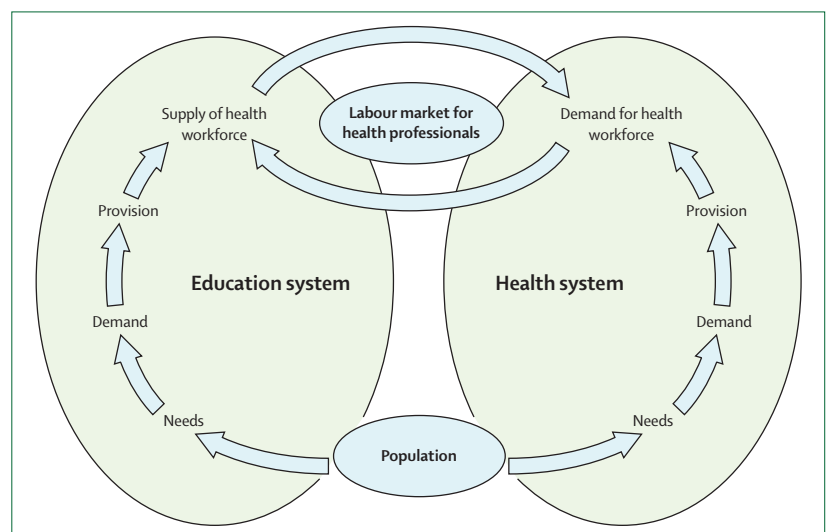 Supply of health
workforce
Labour market for
health professionals
Demand for health
workforce
Provision
Provision
Education system
Health system
Demand
Demand
Needs
Needs
Population